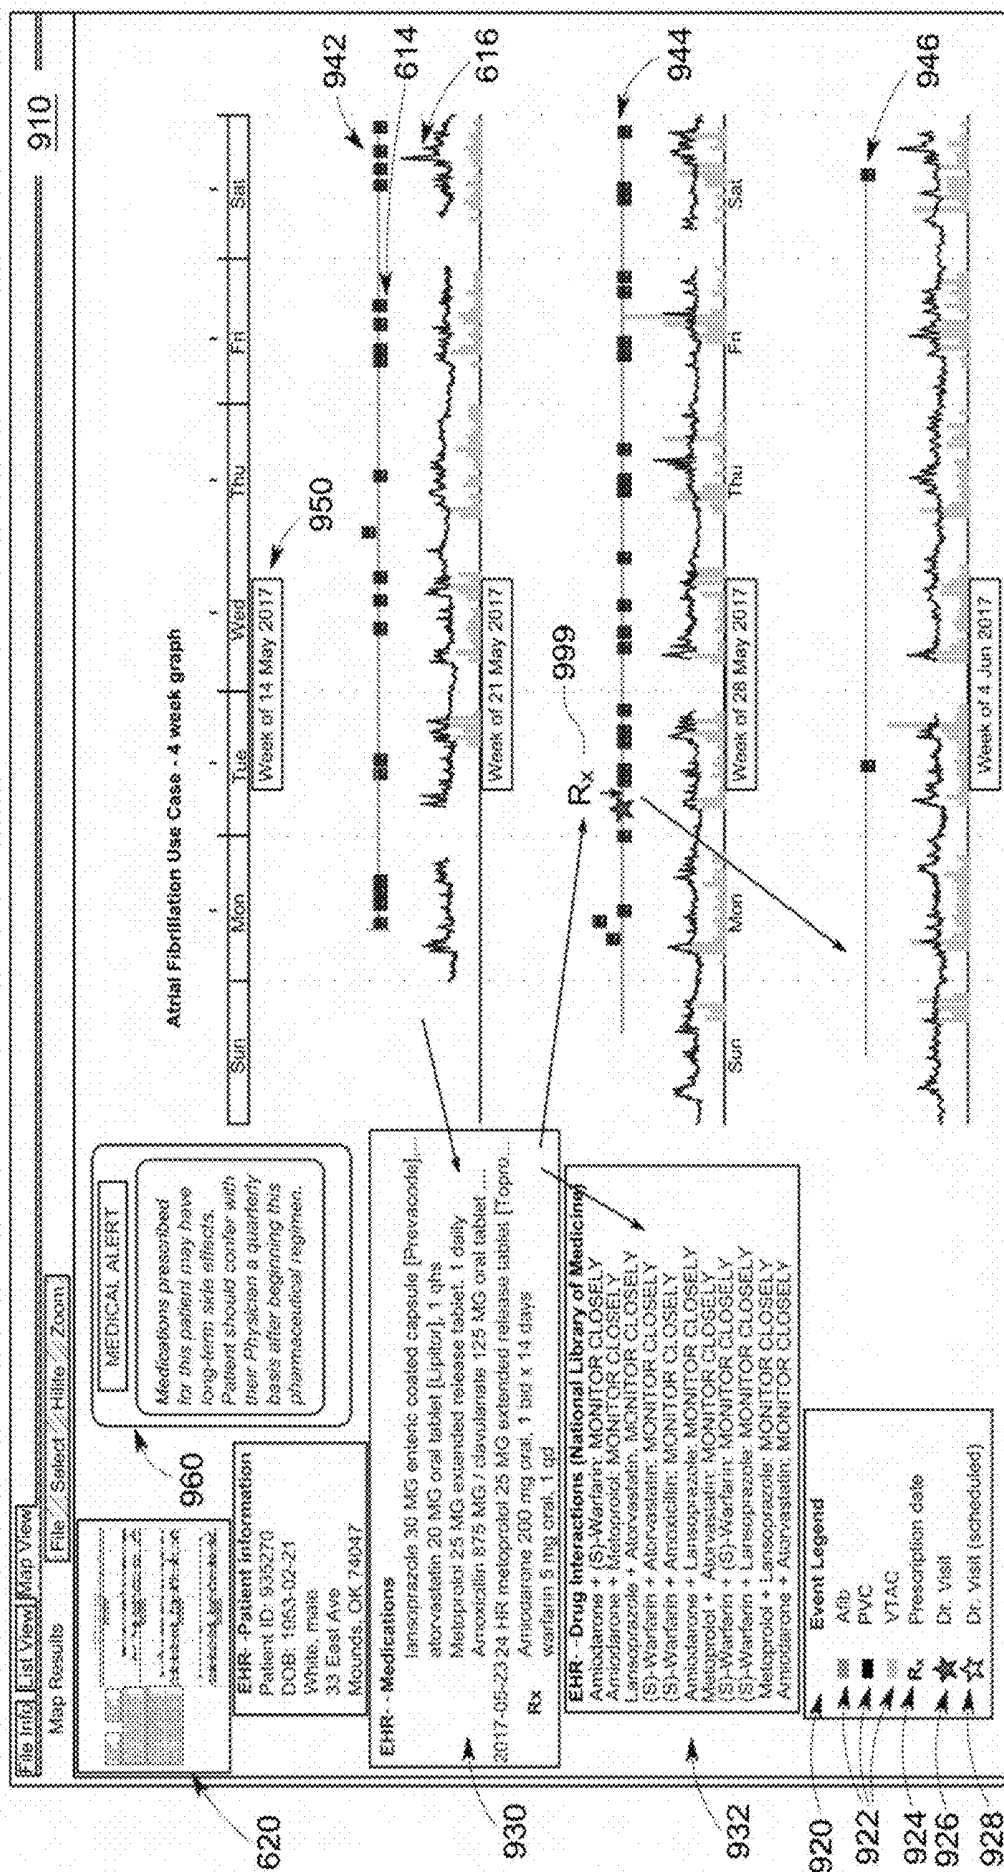 910
File Info List View Map View
Map Results
File / Select / Hilite / Zoom
620
MEDICAL ALERT
Medications prescribed
for this patient may have
long-term side effects.
Patient should confer with
their Physician a quarterly
basis after beginning this
pharmaceutical regimen.
960
EHR - Patient Information
Patient ID: 935270
DOB: 1953-02-21
White, male
33 East Ave
Mounds, OK 74047
EHR - Medications
lansoprazole 30 MG enteric coated capsule [Prevacode]...
atorvastatin 20 MG oral tablet [Lipitor], 1 qhs
Metoprolol 25 MG extended release tablet, 1 daily
Amoxicillin 875 MG / clavulanate 125 MG oral tablet ....
2017-05-23 24 HR metoprolol 25 MG extended release tablet [Topro...
Amiodarone 200 mg oral, 1 tad x 14 days
Rx warfarin 5 mg oral, 1 qd
930
EHR - Drug Interactions (National Library of Medicine)
Amiodarone + (S)-Warfarin: MONITOR CLOSELY
Amiodarone + Metoprolol: MONITOR CLOSELY
Lansoprazole + Atorvastatin: MONITOR CLOSELY
(S)-Warfarin + Atorvastatin: MONITOR CLOSELY
(S)-Warfarin + Amoxicillin: MONITOR CLOSELY
Amiodarone + Lansoprazole: MONITOR CLOSELY
Metoprolol + Atorvastatin: MONITOR CLOSELY
(S)-Warfarin + (S)-Warfarin: MONITOR CLOSELY
(S)-Warfarin + Lansoprazole: MONITOR CLOSELY
Metoprolol + Lansoprazole: MONITOR CLOSELY
Amiodarone + Atorvastatin: MONITOR CLOSELY
932
Event Legend
Afib
PVC
VTAC
Rx Prescription date
Dr. Visit
Dr. Visit (scheduled)
920
922
924
926
928
Atrial Fibrillation Use Case - 4 week graph
Sun Mon Tue Wed Thu Fri Sat
Week of 14 May 2017
950
942
614
616
Week of 21 May 2017
999
Rx
944
Sun Mon Tue Thu Fri Sat
Week of 28 May 2017
946
Week of 4 Jun 2017